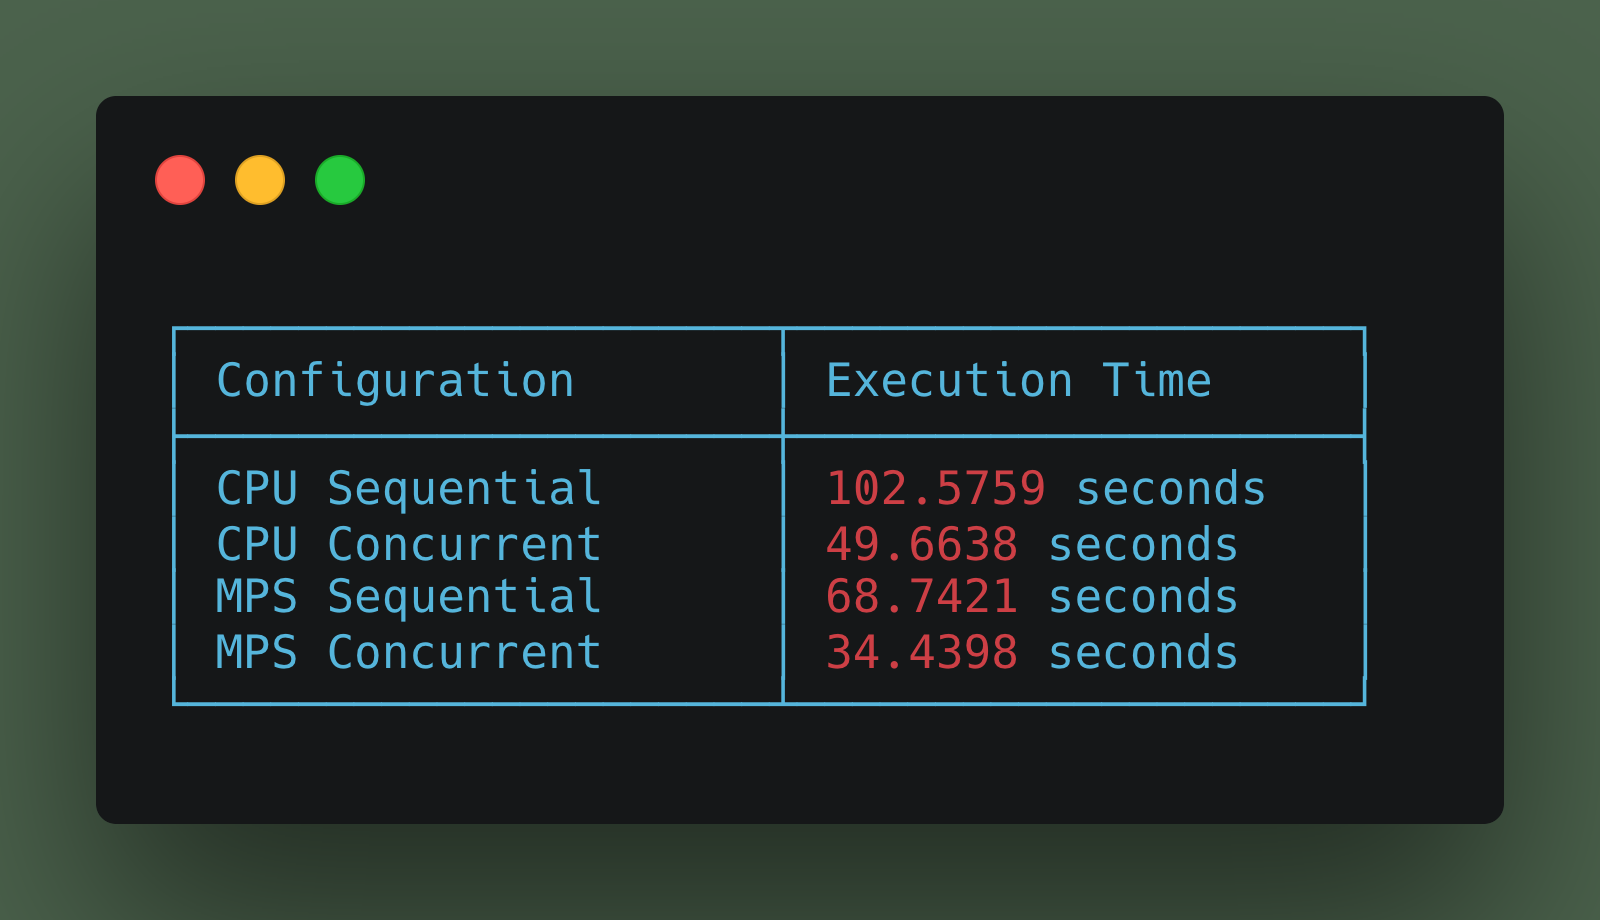 Configuration Execution Time
CPU Sequential 102.5759 seconds
CPU Concurrent 49.6638 seconds
MPS Sequential 68.7421 seconds
MPS Concurrent 34.4398 seconds